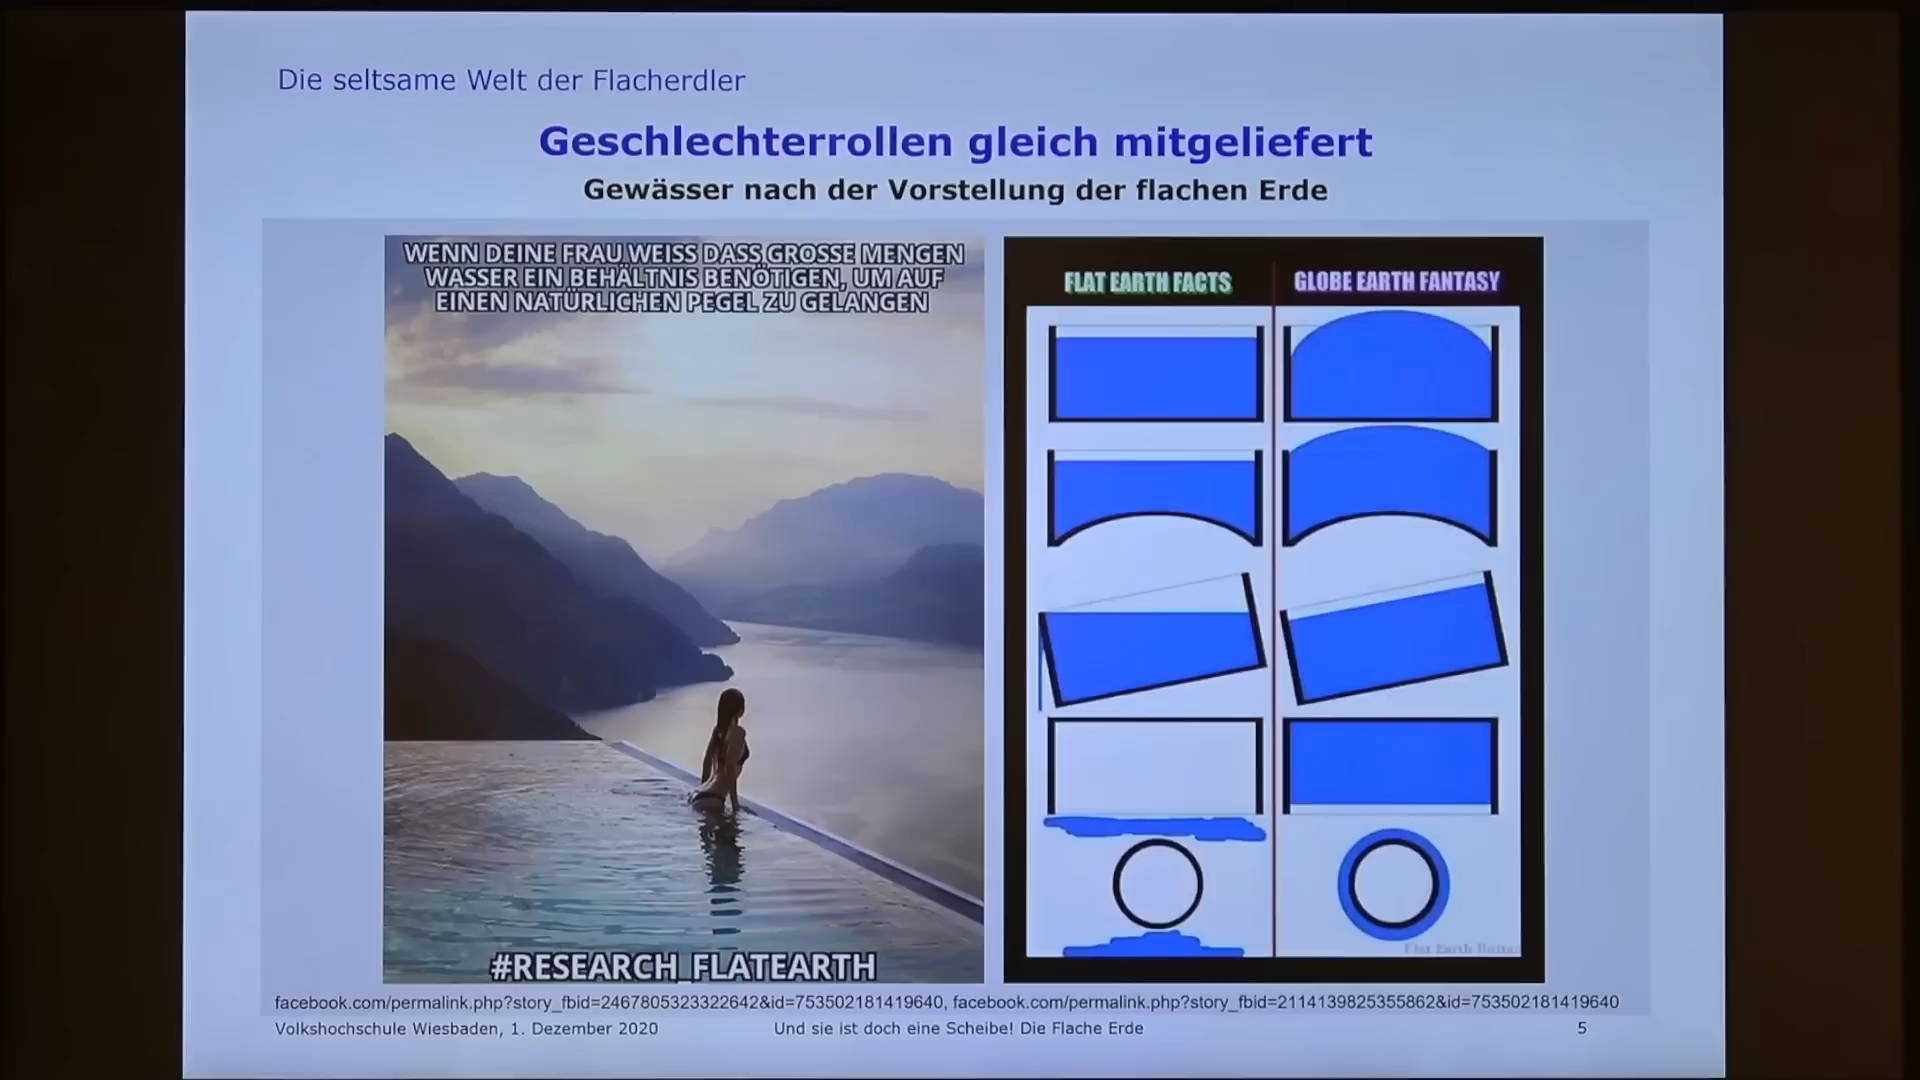 Die seltsame Welt der Flacherdler
Geschlechterrollen gleich mitgeliefert
Gewässer nach der Vorstellung der flachen Erde
WENN DEINE FRAU WEISS DASS GROSSE MENGEN
WASSER EIN BEHÄLTNIS BENÖTIGEN, UM AUF
EINEN NATÜRLICHEN PEGEL ZU GELANGEN
#RESEARCH_FLATEARTH
FLAT EARTH FACTS
GLOBE EARTH FANTASY
Flat Earth
facebook.com/permalink.php?story_fbid=2467805323322642&id=753502181419640, facebook.com/permalink.php?story_fbid=2114139825355862&id=753502181419640
Volkshochschule Wiesbaden, 1. Dezember 2020
Und sie ist doch eine Scheibe! Die Flache Erde
5